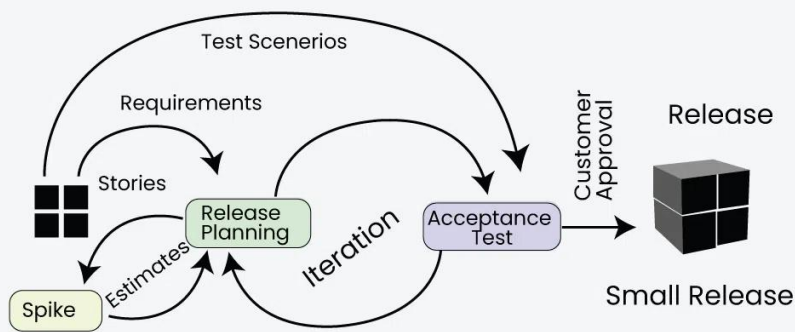 Test Scenerios
Requirements
Stories
Release
Planning
Estimates
Spike
Iteration
Acceptance
Test
Customer
Approval
Release
Small Release